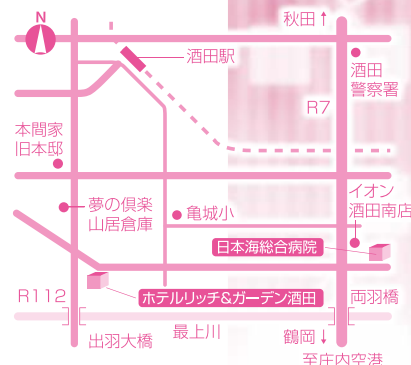 N
秋田↑
酒田駅
酒田
警察署
R7
本間家
旧本邸
イオン
酒田南店
夢の倶楽
山居倉庫
亀城小
日本海総合病院
ホテルリッチ&ガーデン酒田
R112
両羽橋
出羽大橋
最上川
鶴岡↓
至庄内空港